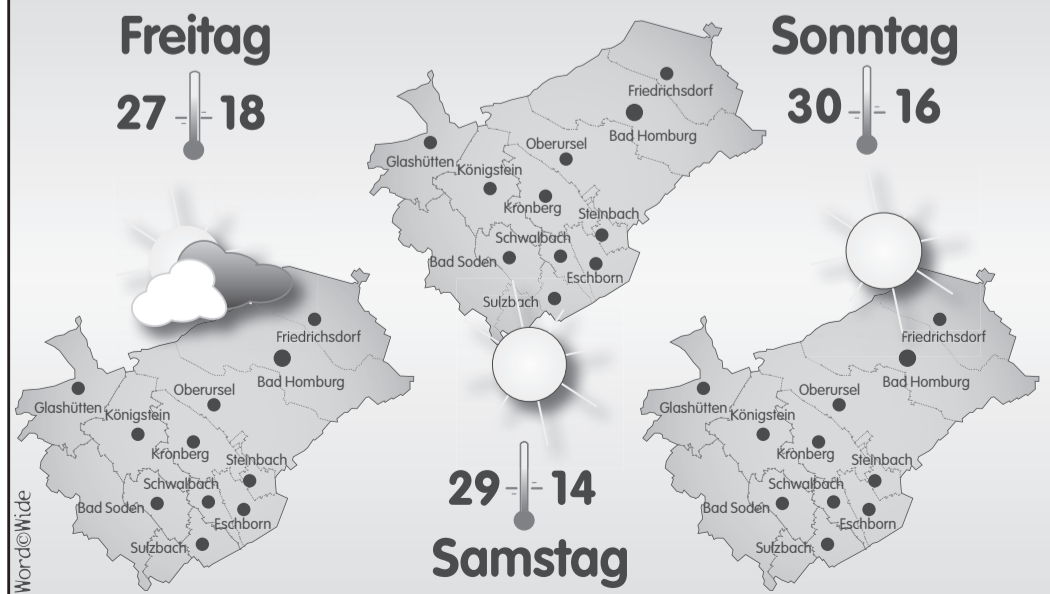 Freitag
27 18
Friedrichsdorf
Bad Homburg
Oberursel
Glashütten
Königstein
Kronberg
Steinbach
Schwalbach
Bad Soden
Eschborn
Sulzbach
Friedrichsdorf
Bad Homburg
Oberursel
Glashütten
Königstein
Kronberg
Steinbach
Schwalbach
Bad Soden
Eschborn
Sulzbach
29 14
Samstag
Sonntag
30 16
Friedrichsdorf
Bad Homburg
Oberursel
Glashütten
Königstein
Kronberg
Steinbach
Schwalbach
Bad Soden
Eschborn
Sulzbach
Word©Wide